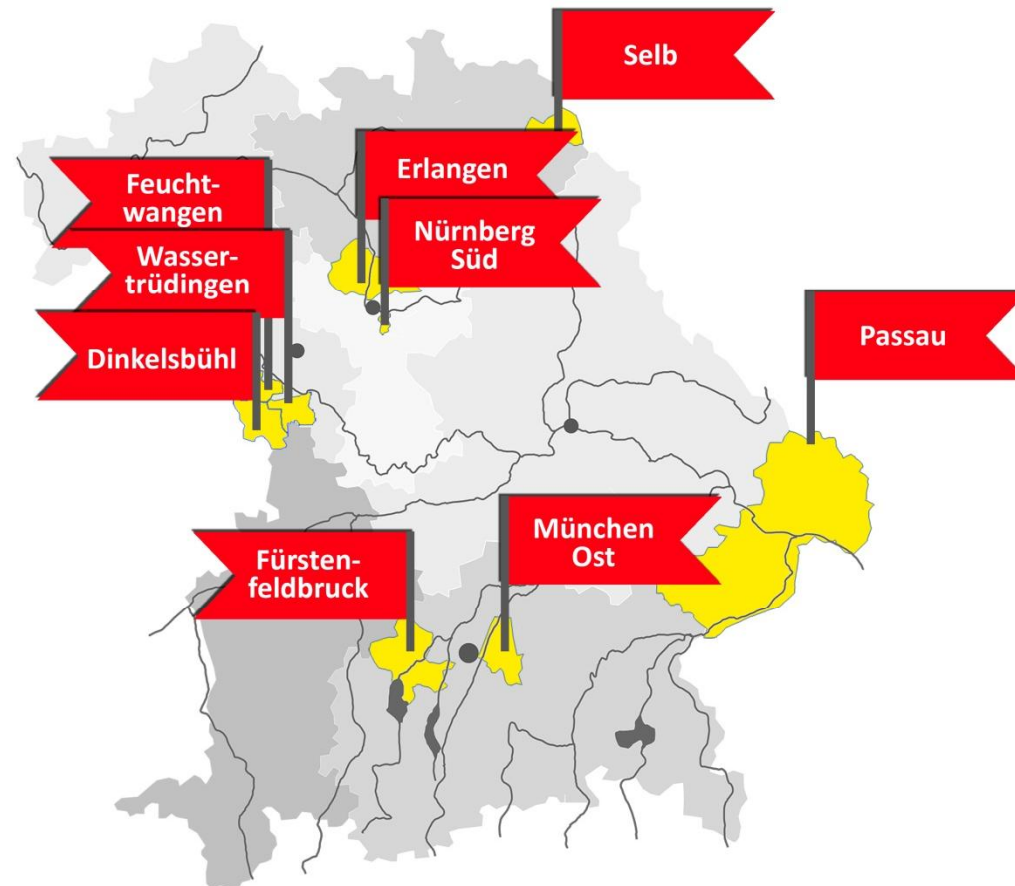 Selb
Erlangen
Feucht-
wangen
Nürnberg
Süd
Wasser-
trüdingen
Dinkelsbühl
Passau
München
Ost
Fürsten-
feldbruck